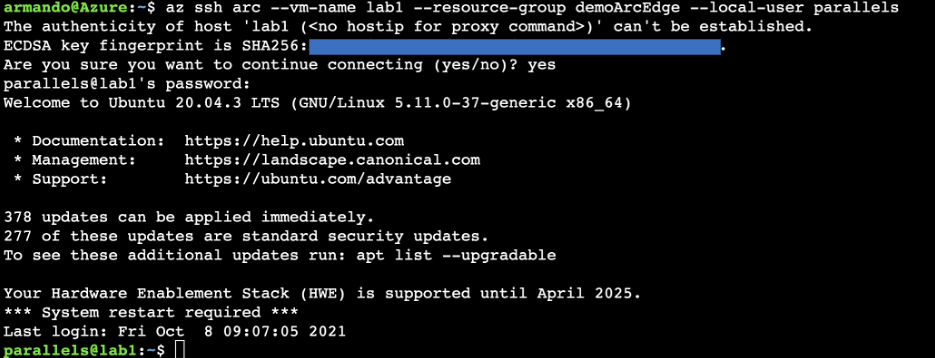 armando@Azure:~$ az ssh arc --vm-name lab1 --resource-group demoArcEdge --local-user parallels
The authenticity of host 'lab1 (<no hostip for proxy command>)' can't be established.
ECDSA key fingerprint is SHA256:.
Are you sure you want to continue connecting (yes/no)? yes
parallels@lab1's password:
Welcome to Ubuntu 20.04.3 LTS (GNU/Linux 5.11.0-37-generic x86_64)
* Documentation:  https://help.ubuntu.com
* Management:     https://landscape.canonical.com
* Support:        https://ubuntu.com/advantage
378 updates can be applied immediately.
277 of these updates are standard security updates.
To see these additional updates run: apt list --upgradable
Your Hardware Enablement Stack (HWE) is supported until April 2025.
*** System restart required ***
Last login: Fri Oct  8 09:07:05 2021
parallels@lab1:~$